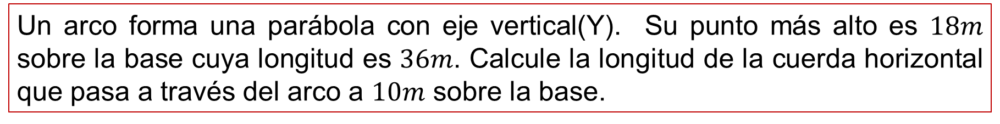 Un arco forma una parábola con eje vertical(Y). Su punto más alto es 18m
sobre la base cuya longitud es 36m. Calcule la longitud de la cuerda horizontal
que pasa a través del arco a 10m sobre la base.